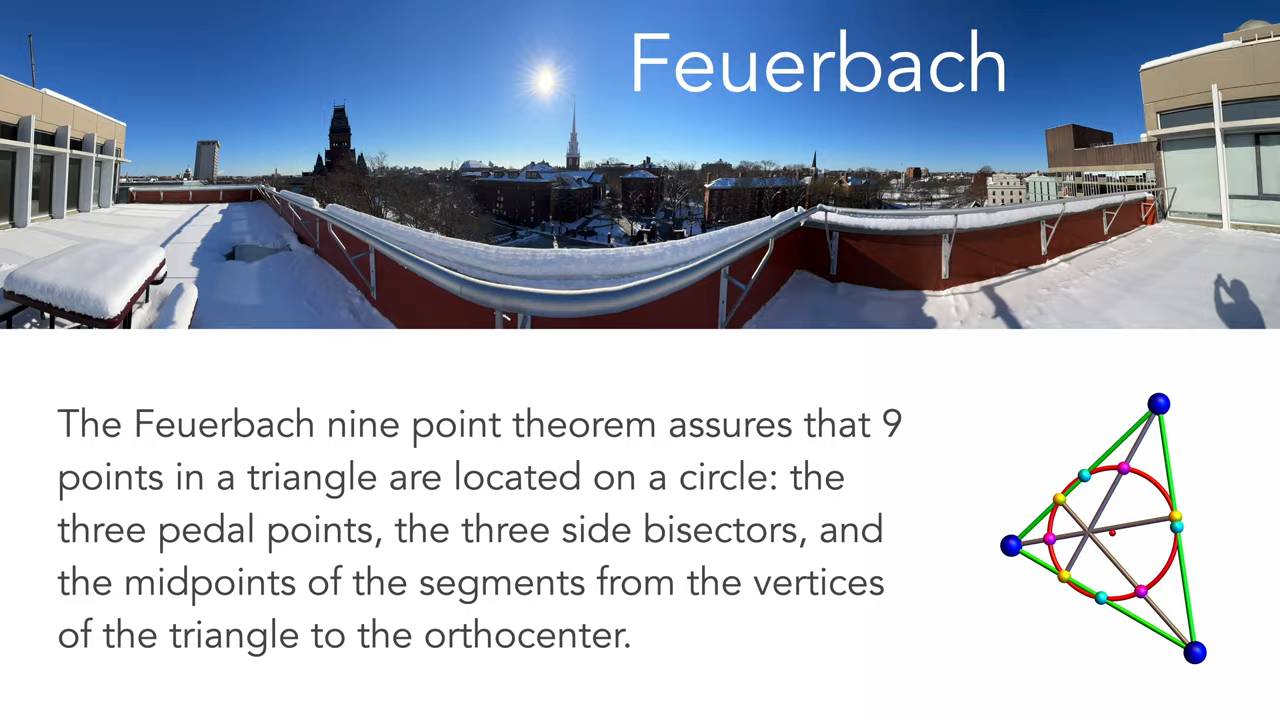 Feuerbach
The Feuerbach nine point theorem assures that 9
points in a triangle are located on a circle: the
three pedal points, the three side bisectors, and
the midpoints of the segments from the vertices
of the triangle to the orthocenter.